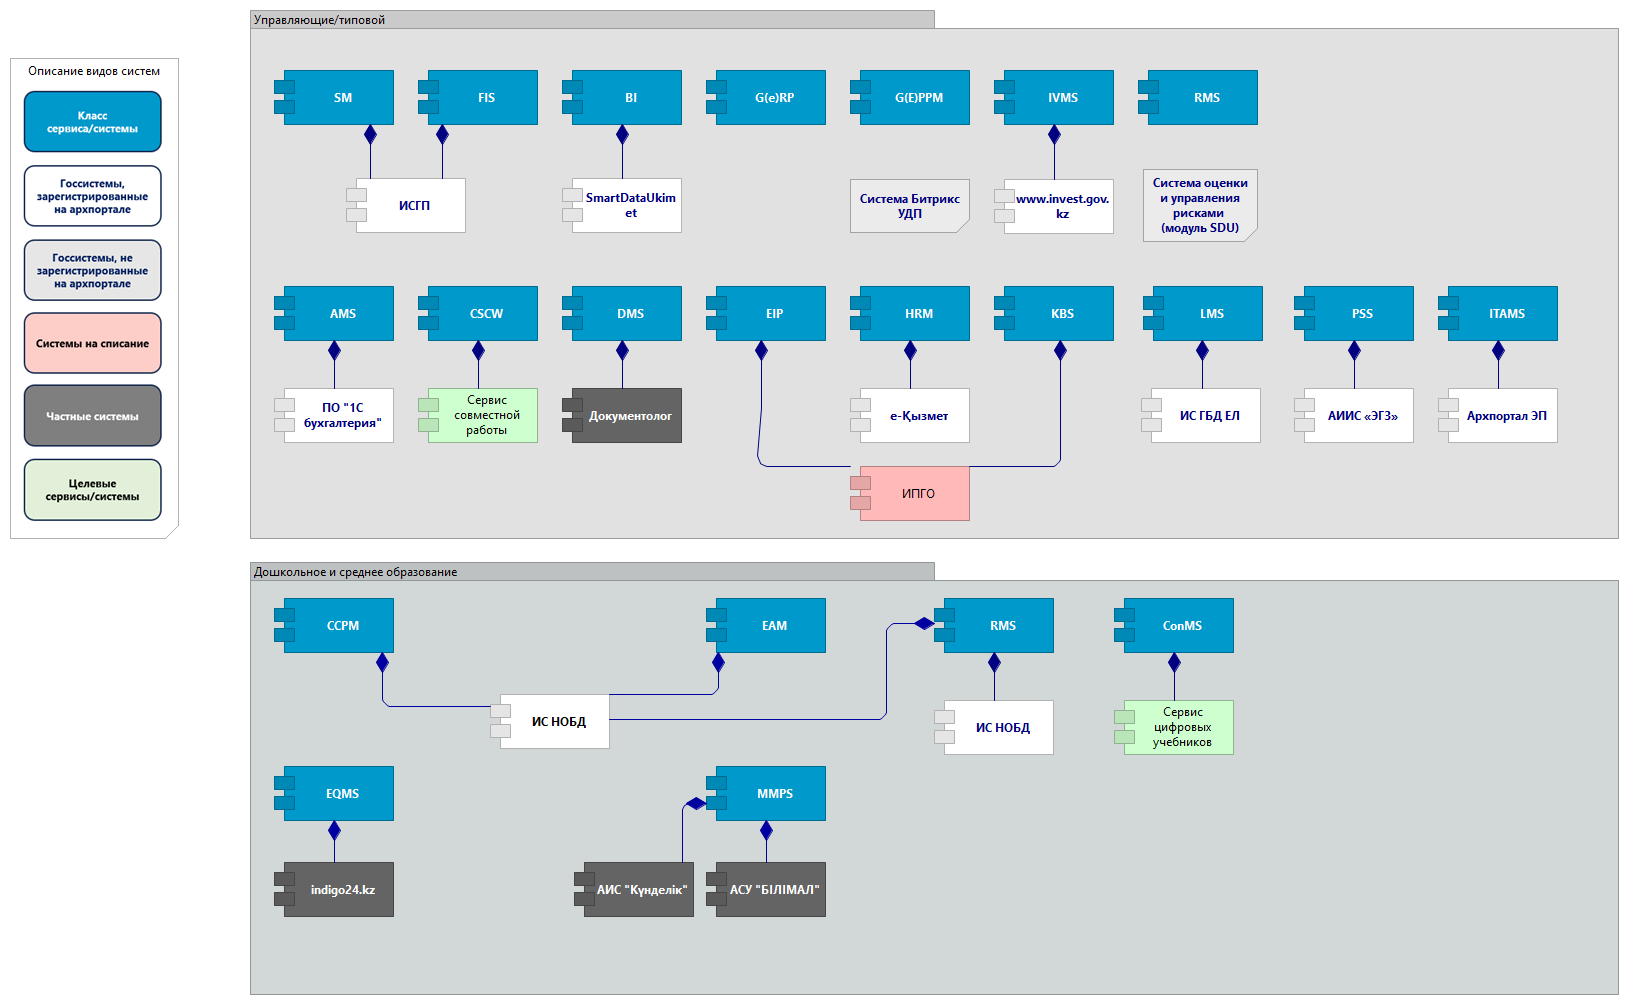 Управляющие/типовой
Описание видов систем
Класс
сервиса/системы
Госсистемы,
зарегистрированные
на архпортале
Госсистемы, не
зарегистрированные
на архпортале
Системы на списание
Частные системы
Целевые
сервисы/системы
SM
FIS
BI
G(e)RP
G(E)PPM
IVMS
RMS
ИСГП
SmartDataUkim
et
Система Битрикс
УДП
www.invest.gov.
kz
Система оценки
и управления
рисками
(модуль SDU)
AMS
CSCW
DMS
EIP
HRM
KBS
LMS
PSS
ITAMS
ПО "1С
бухгалтерия"
Сервис
совместной
работы
Документолог
е-Қызмет
ИС ГБД ЕЛ
АИИС «ЭГЗ»
Архпортал ЭП
ИПГО
Дошкольное и среднее образование
CCPM
EAM
RMS
ConMS
ИС НОБД
ИС НОБД
Сервис
цифровых
учебников
EQMS
MMPS
indigo24.kz
АИС "Күнделік"
АСУ "БІЛІМАЛ"